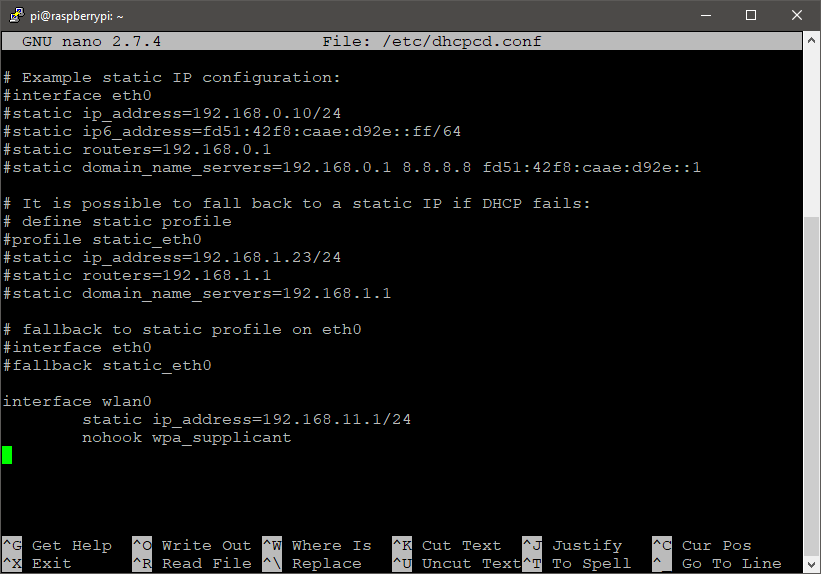 pi@raspberrypi: ~
GNU nano 2.7.4 File: /etc/dhcpcd.conf
# Example static IP configuration:
#interface eth0
#static ip_address=192.168.0.10/24
#static ip6_address=fd51:42f8:caae:d92e::ff/64
#static routers=192.168.0.1
#static domain_name_servers=192.168.0.1 8.8.8.8 fd51:42f8:caae:d92e::1
# It is possible to fall back to a static IP if DHCP fails:
# define static profile
#profile static_eth0
#static ip_address=192.168.1.23/24
#static routers=192.168.1.1
#static domain_name_servers=192.168.1.1
# fallback to static profile on eth0
#interface eth0
#fallback static_eth0
interface wlan0
static ip_address=192.168.11.1/24
nohook wpa_supplicant
^G Get Help ^O Write Out ^W Where Is ^K Cut Text ^J Justify ^C Cur Pos
^X Exit ^R Read File ^\ Replace ^U Uncut Text^T To Spell ^_ Go To Line